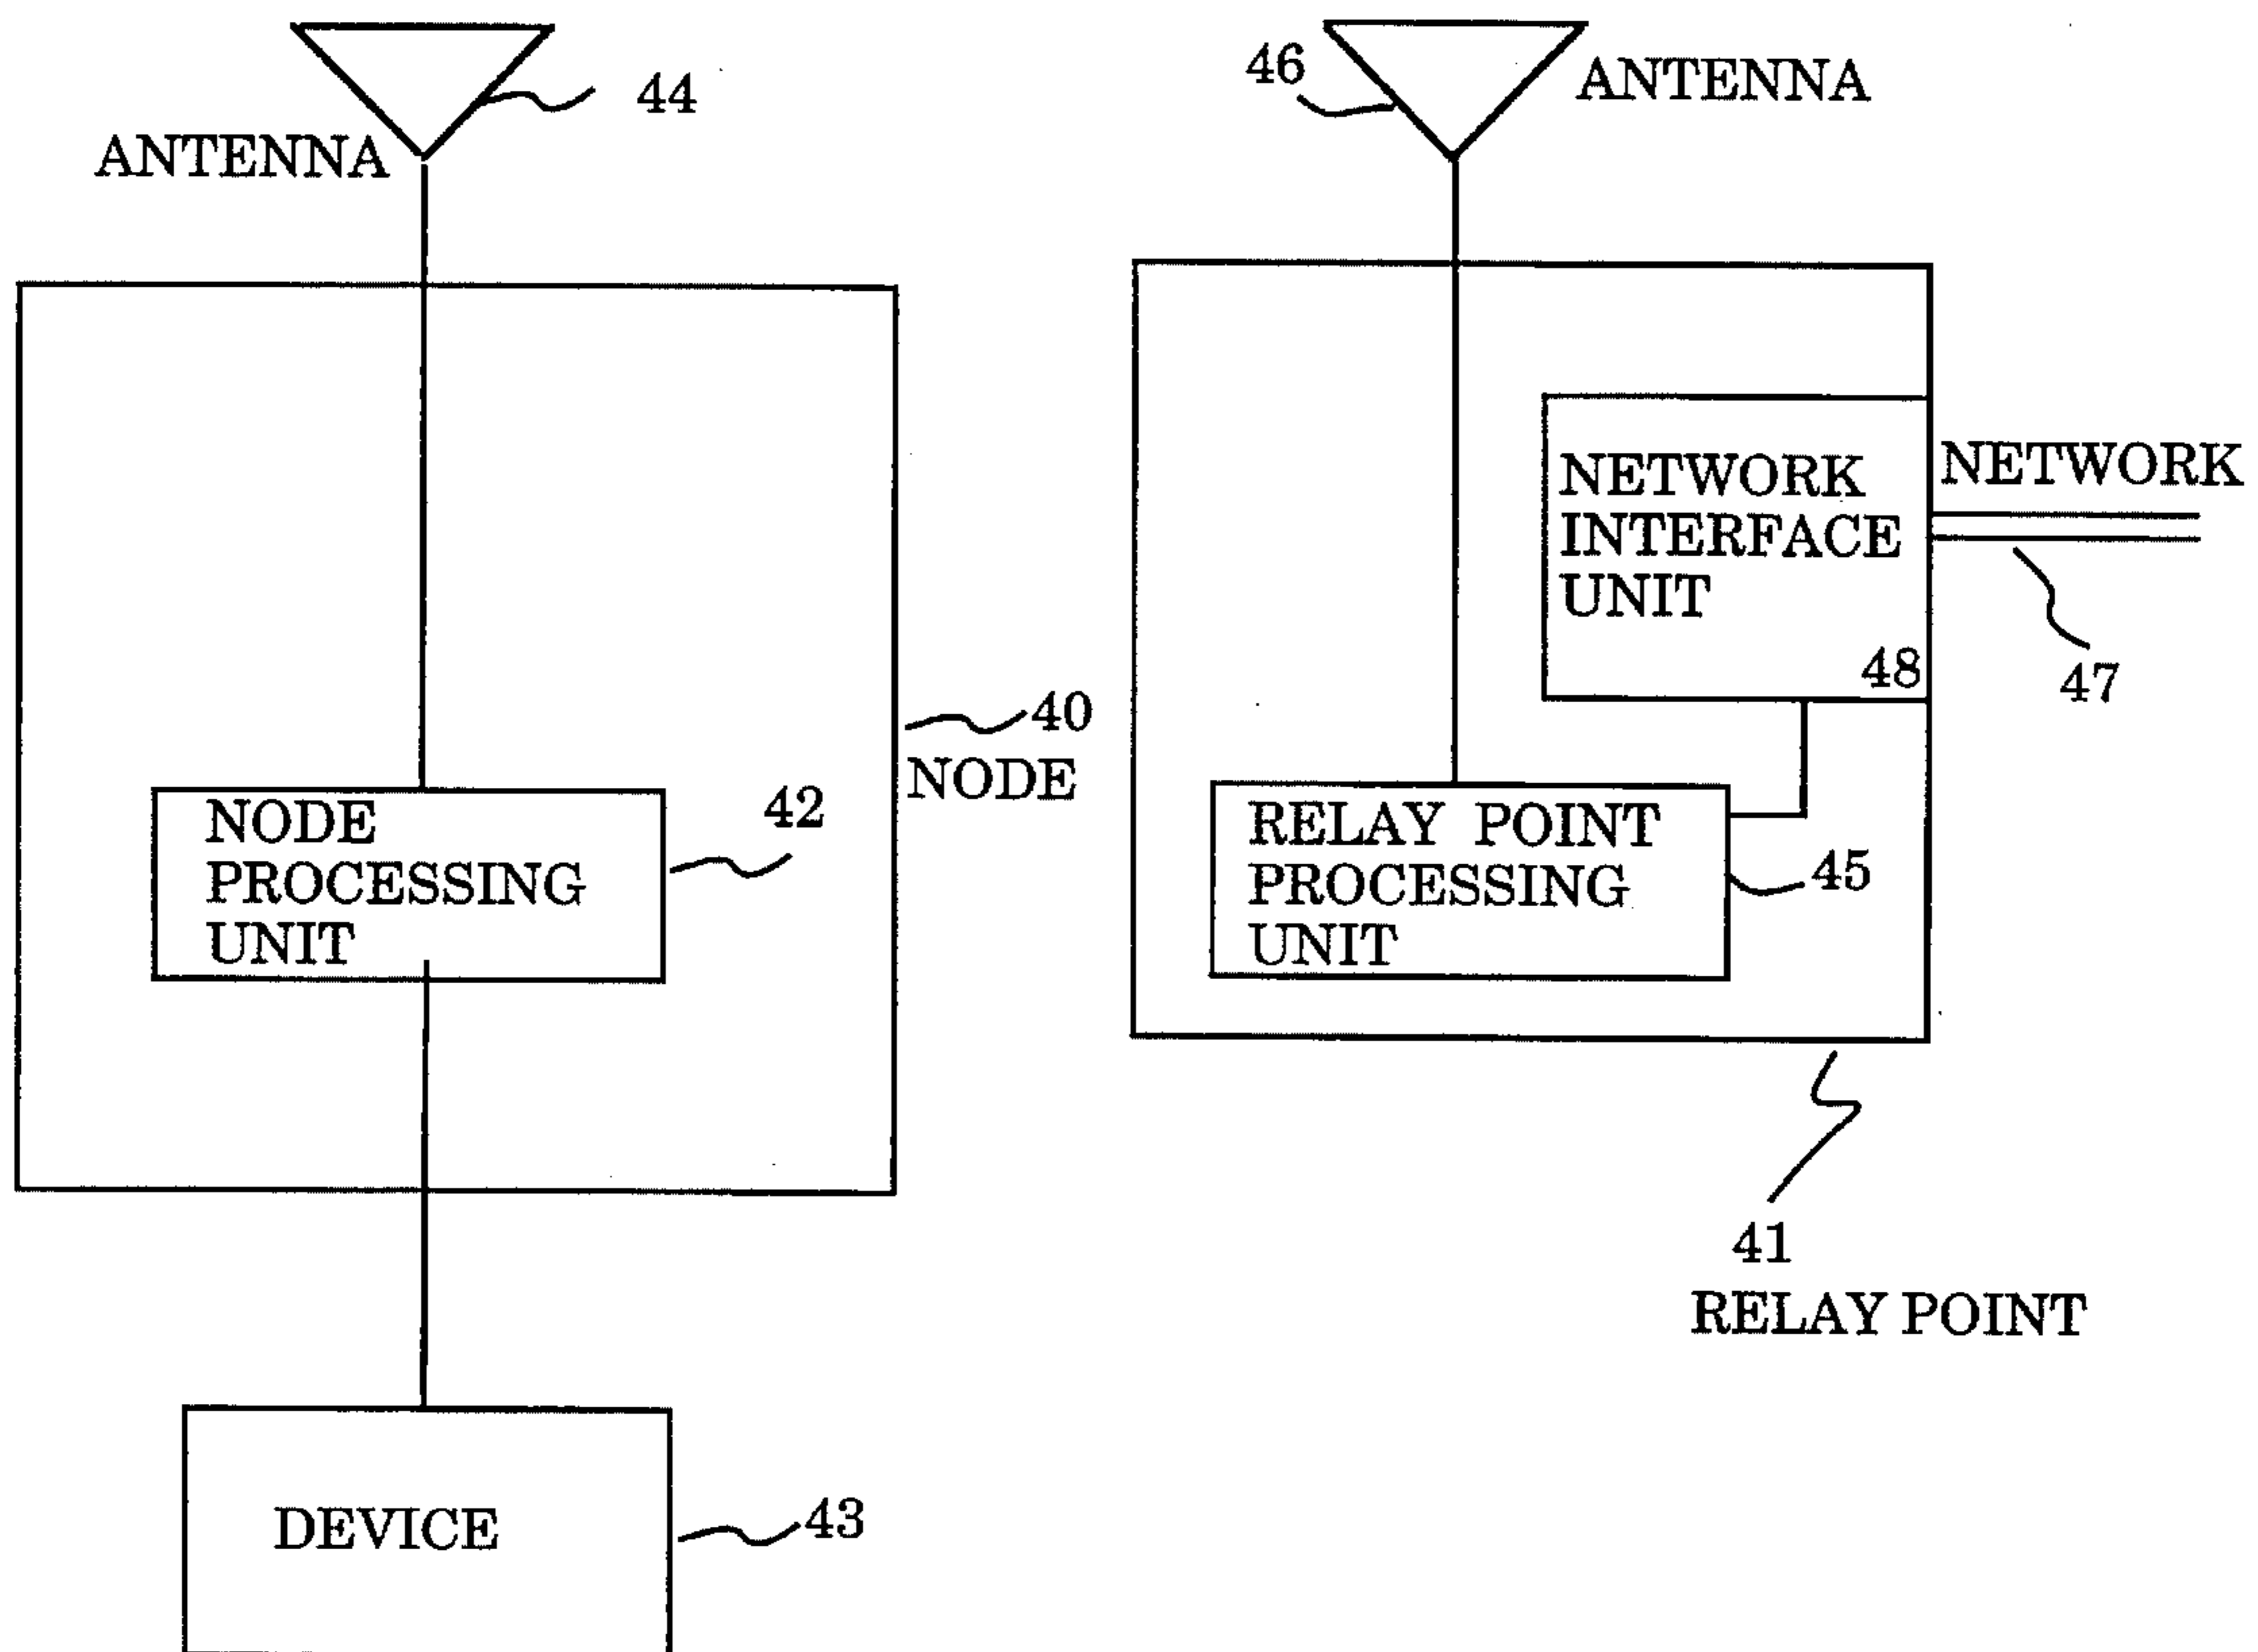 44
ANTENNA
46
ANTENNA
NODE
PROCESSING
UNIT
42
40
NODE
DEVICE
43
NETWORK
INTERFACE
UNIT
48
NETWORK
47
RELAY POINT
PROCESSING
UNIT
45
41
RELAY POINT